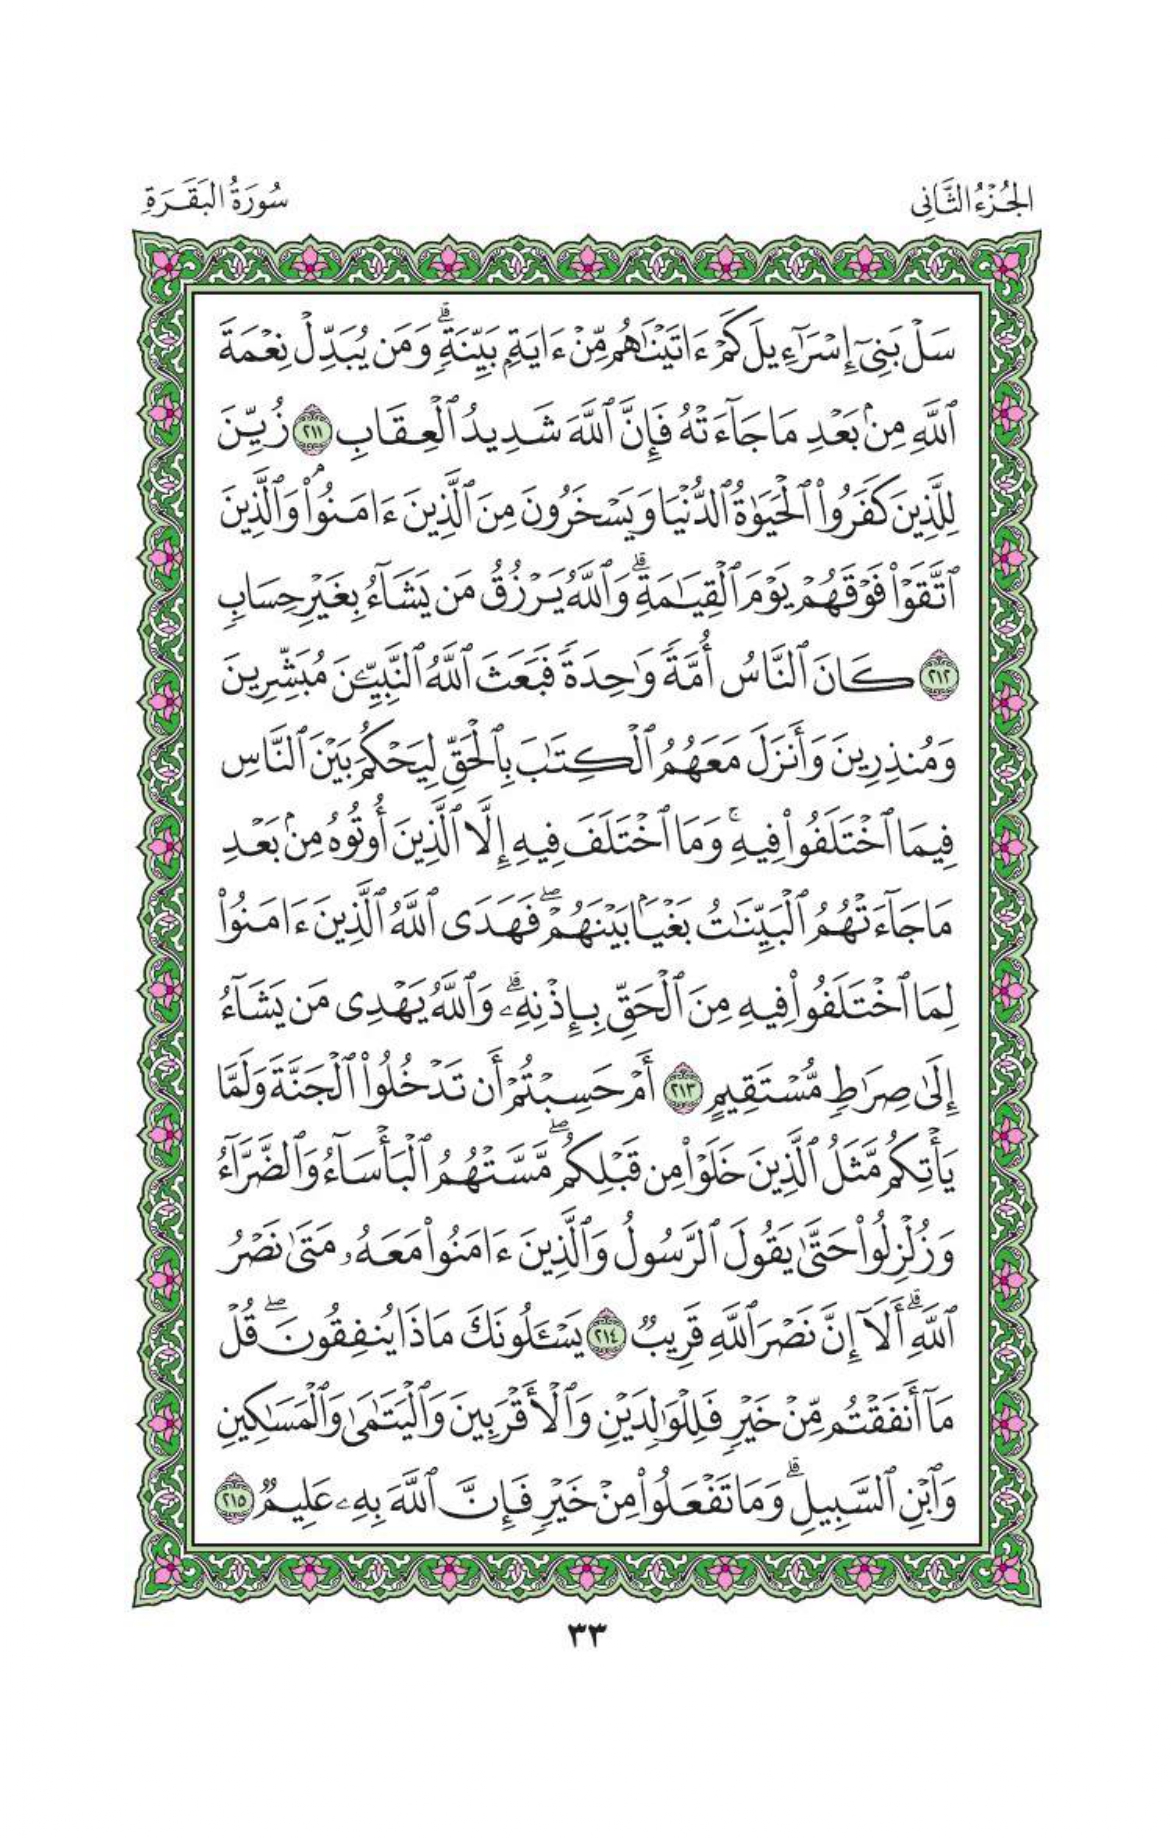 الجُزْءُ الثَّانِى
سُورَةُ البَقَرَةِ
سَلْ بَنِىٓ إِسْرَٰٓءِيلَ كَمْ ءَاتَيْنَٰهُم مِّنْ ءَايَةِۭ بَيِّنَةٍۗ وَمَن يُبَدِّلْ نِعْمَةَ
ٱللَّهِ مِنۢ بَعْدِ مَا جَآءَتْهُ فَإِنَّ ٱللَّهَ شَدِيدُ ٱلْعِقَابِ ٢١١ زُيِّنَ
لِلَّذِينَ كَفَرُوا۟ ٱلْحَيَوٰةُ ٱلدُّنْيَا وَيَسْخَرُونَ مِنَ ٱلَّذِينَ ءَامَنُوا۟ۘ وَٱلَّذِينَ
ٱتَّقَوْا۟ فَوْقَهُمْ يَوْمَ ٱلْقِيَٰمَةِۗ وَٱللَّهُ يَرْزُقُ مَن يَشَآءُ بِغَيْرِ حِسَابٍ
٢١٢ كَانَ ٱلنَّاسُ أُمَّةً وَٰحِدَةً فَبَعَثَ ٱللَّهُ ٱلنَّبِيِّـۧنَ مُبَشِّرِينَ
وَمُنذِرِينَ وَأَنزَلَ مَعَهُمُ ٱلْكِتَٰبَ بِٱلْحَقِّ لِيَحْكُمَ بَيْنَ ٱلنَّاسِ
فِيمَا ٱخْتَلَفُوا۟ فِيهِۚ وَمَا ٱخْتَلَفَ فِيهِ إِلَّا ٱلَّذِينَ أُوتُوهُ مِنۢ بَعْدِ
مَا جَآءَتْهُمُ ٱلْبَيِّنَٰتُ بَغْيَۢا بَيْنَهُمْۖ فَهَدَى ٱللَّهُ ٱلَّذِينَ ءَامَنُوا۟
لِمَا ٱخْتَلَفُوا۟ فِيهِ مِنَ ٱلْحَقِّ بِإِذْنِهِۦۗ وَٱللَّهُ يَهْدِى مَن يَشَآءُ
إِلَىٰ صِرَٰطٍ مُّسْتَقِيمٍ ٢١٣ أَمْ حَسِبْتُمْ أَن تَدْخُلُوا۟ ٱلْجَنَّةَ وَلَمَّا
يَأْتِكُم مَّثَلُ ٱلَّذِينَ خَلَوْا۟ مِن قَبْلِكُمۖ مَّسَّتْهُمُ ٱلْبَأْسَآءُ وَٱلضَّرَّآءُ
وَزُلْزِلُوا۟ حَتَّىٰ يَقُولَ ٱلرَّسُولُ وَٱلَّذِينَ ءَامَنُوا۟ مَعَهُۥ مَتَىٰ نَصْرُ
ٱللَّهِۗ أَلَآ إِنَّ نَصْرَ ٱللَّهِ قَرِيبٌ ٢١٤ يَسْـَٔلُونَكَ مَاذَا يُنفِقُونَۖ قُلْ
مَآ أَنفَقْتُم مِّنْ خَيْرٍ فَلِلْوَٰلِدَيْنِ وَٱلْأَقْرَبِينَ وَٱلْيَتَٰمَىٰ وَٱلْمَسَٰكِينِ
وَٱبْنِ ٱلسَّبِيلِۗ وَمَا تَفْعَلُوا۟ مِنْ خَيْرٍ فَإِنَّ ٱللَّهَ بِهِۦ عَلِيمٌ ٢١٥
٣٣